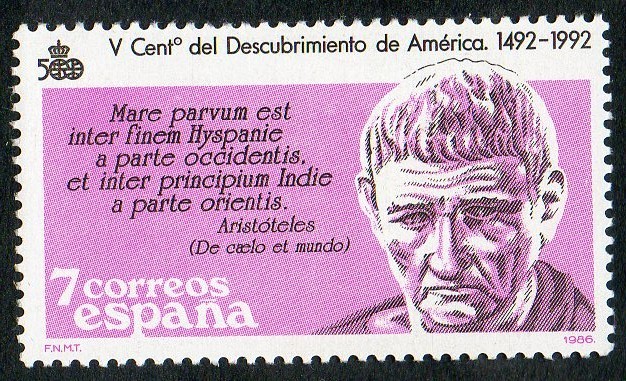 V Centº del Descubrimiento de América. 1492-1992
500
Mare parvum est
inter finem Hyspanie
a parte occidentis.
et inter principium Indie
a parte orientis.
Aristóteles
(De cælo et mundo)
7 correos
españa
F.N.M.T.
1986.